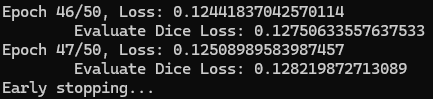 Epoch 46/50, Loss: 0.12441837042570114
Evaluate Dice Loss: 0.12750633557637533
Epoch 47/50, Loss: 0.12508989583987457
Evaluate Dice Loss: 0.128219872713089
Early stopping...